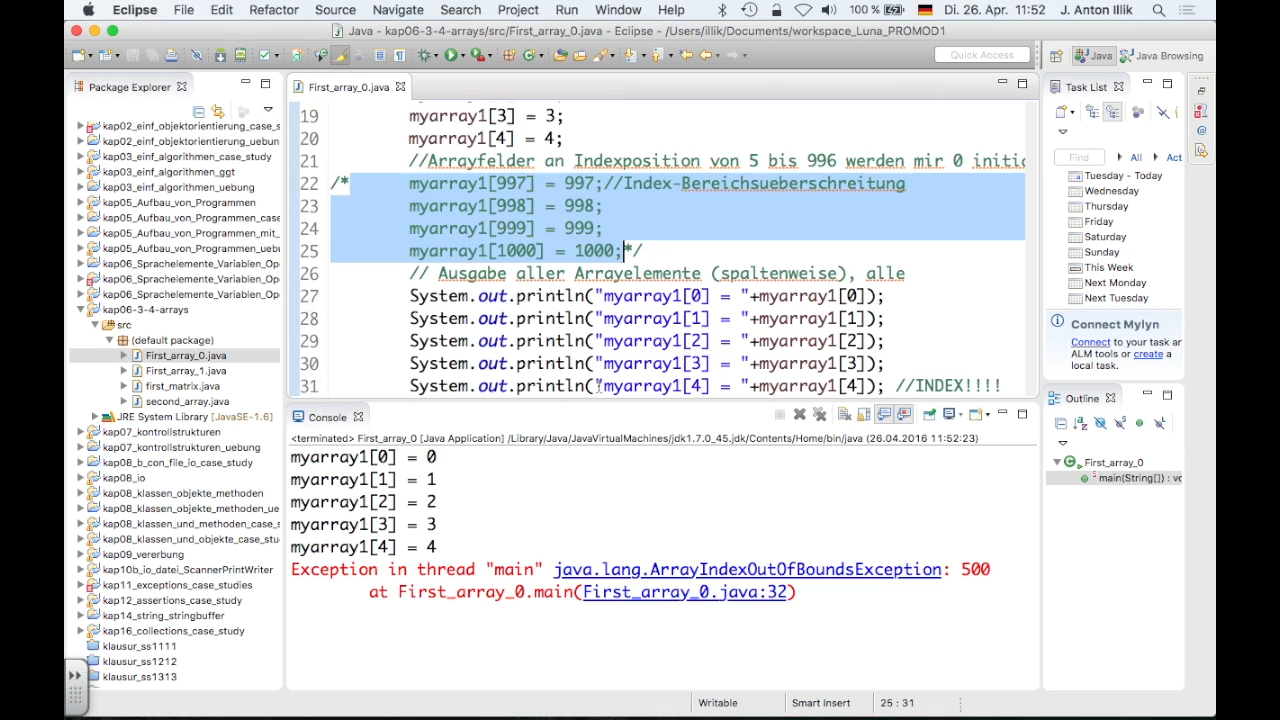 Eclipse File Edit Refactor Source Navigate Search Project Run Window Help 100 % Di. 26. Apr. 11:52 J. Anton Illik
Java - kap06-3-4-arrays/src/First_array_0.java - Eclipse - /Users/illik/Documents/workspace_Luna_PROMOD1
Quick Access Java Java Browsing
Package Explorer
kap02_einf_objektorientierung_case_s
kap02_einf_objektorientierung_uebun
kap03_einf_algorithmen_case_study
kap03_einf_algorithmen_ggt
kap03_einf_algorithmen_uebung
kap05_Aufbau_von_Programmen
kap05_Aufbau_von_Programmen_case
kap05_Aufbau_von_Programmen_mit_
kap05_Aufbau_von_Programmen_uebu
kap06_Sprachelemente Variablen_Ope
kap06_Sprachelemente Variablen_Ope
kap06_Sprachelemente Variablen_Ope
kap06-3-4-arrays
src
(default package)
First_array_0.java
First_array_1.java
first_matrix.java
second_array.java
JRE System Library [JavaSE-1.6]
kap07_kontrollstrukturen
kap07_kontrollstrukturen_uebung
kap08_b_con_file_io_case_study
kap08_io
kap08_klassen_objekte_methoden
kap08_klassen_objekte_methoden_ue
kap08_klassen_und_methoden_case_s
kap08_klassen_und_objekte_case_stu
kap09_vererbung
kap10b_io_datei_ScannerPrintWriter
kap11_exceptions_case_studies
kap12_assertions_case_study
kap14_string_stringbuffer
kap16_collections_case_study
klausur_ss1111
klausur_ss1212
klausur_ss1313
First_array_0.java
19 myarray1[3] = 3;
20 myarray1[4] = 4;
21 //Arrayfelder an Indexposition von 5 bis 996 werden mir 0 initia
22 /* myarray1[997] = 997;//Index-Bereichsueberschreitung
23 myarray1[998] = 998;
24 myarray1[999] = 999;
25 myarray1[1000] = 1000;*/
26 // Ausgabe aller Arrayelemente (spaltenweise), alle
27 System.out.println("myarray1[0] = "+myarray1[0]);
28 System.out.println("myarray1[1] = "+myarray1[1]);
29 System.out.println("myarray1[2] = "+myarray1[2]);
30 System.out.println("myarray1[3] = "+myarray1[3]);
31 System.out.println("myarray1[4] = "+myarray1[4]); //INDEX!!!!
Console
<terminated> First_array_0 [Java Application] /Library/Java/JavaVirtualMachines/jdk1.7.0_45.jdk/Contents/Home/bin/java (26.04.2016 11:52:23)
myarray1[0] = 0
myarray1[1] = 1
myarray1[2] = 2
myarray1[3] = 3
myarray1[4] = 4
Exception in thread "main" java.lang.ArrayIndexOutOfBoundsException: 500
at First_array_0.main(First_array_0.java:32)
Task List
Find All Act
Tuesday - Today
Wednesday
Thursday
Friday
Saturday
Sunday
This Week
Next Monday
Next Tuesday
Connect Mylyn
Connect to your task an
ALM tools or create a
local task.
Outline
First_array_0
main(String[]) : vo
Writable Smart Insert 25 : 31